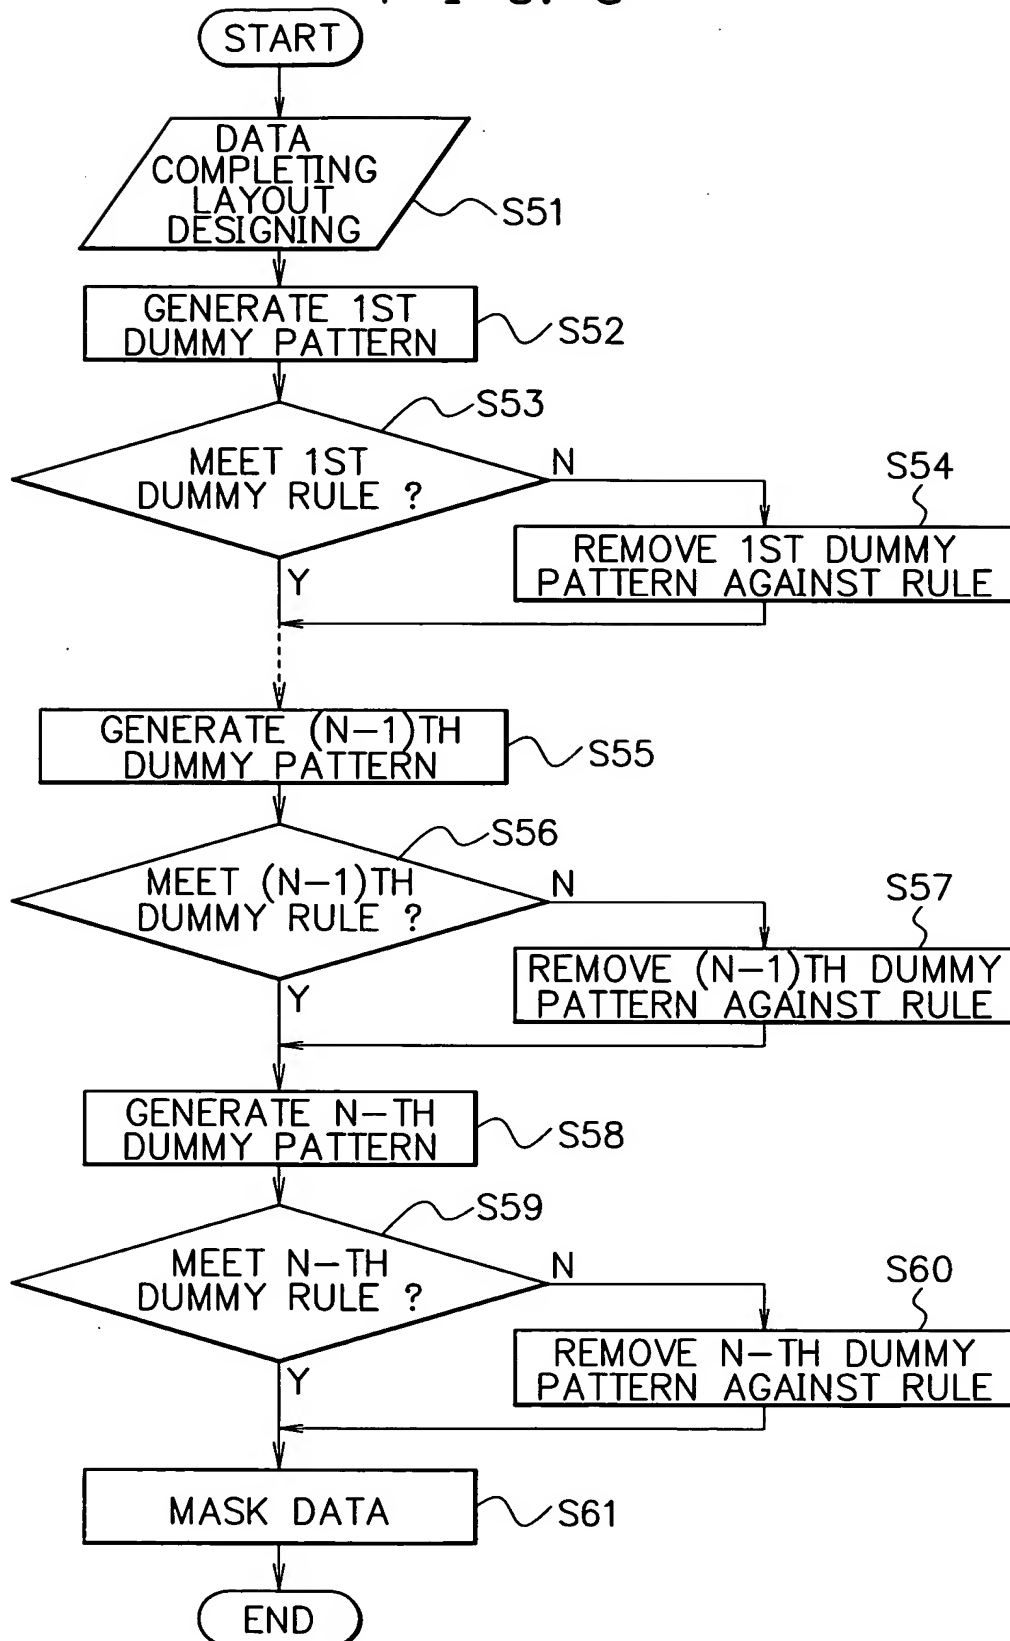 START
DATA
COMPLETING
LAYOUT
DESIGNING
S51
GENERATE 1ST
DUMMY PATTERN
S52
S53
MEET 1ST
DUMMY RULE ?
N
Y
S54
REMOVE 1ST DUMMY
PATTERN AGAINST RULE
GENERATE (N-1)TH
DUMMY PATTERN
S55
S56
MEET (N-1)TH
DUMMY RULE ?
N
Y
S57
REMOVE (N-1)TH DUMMY
PATTERN AGAINST RULE
GENERATE N-TH
DUMMY PATTERN
S58
S59
MEET N-TH
DUMMY RULE ?
N
Y
S60
REMOVE N-TH DUMMY
PATTERN AGAINST RULE
MASK DATA
S61
END